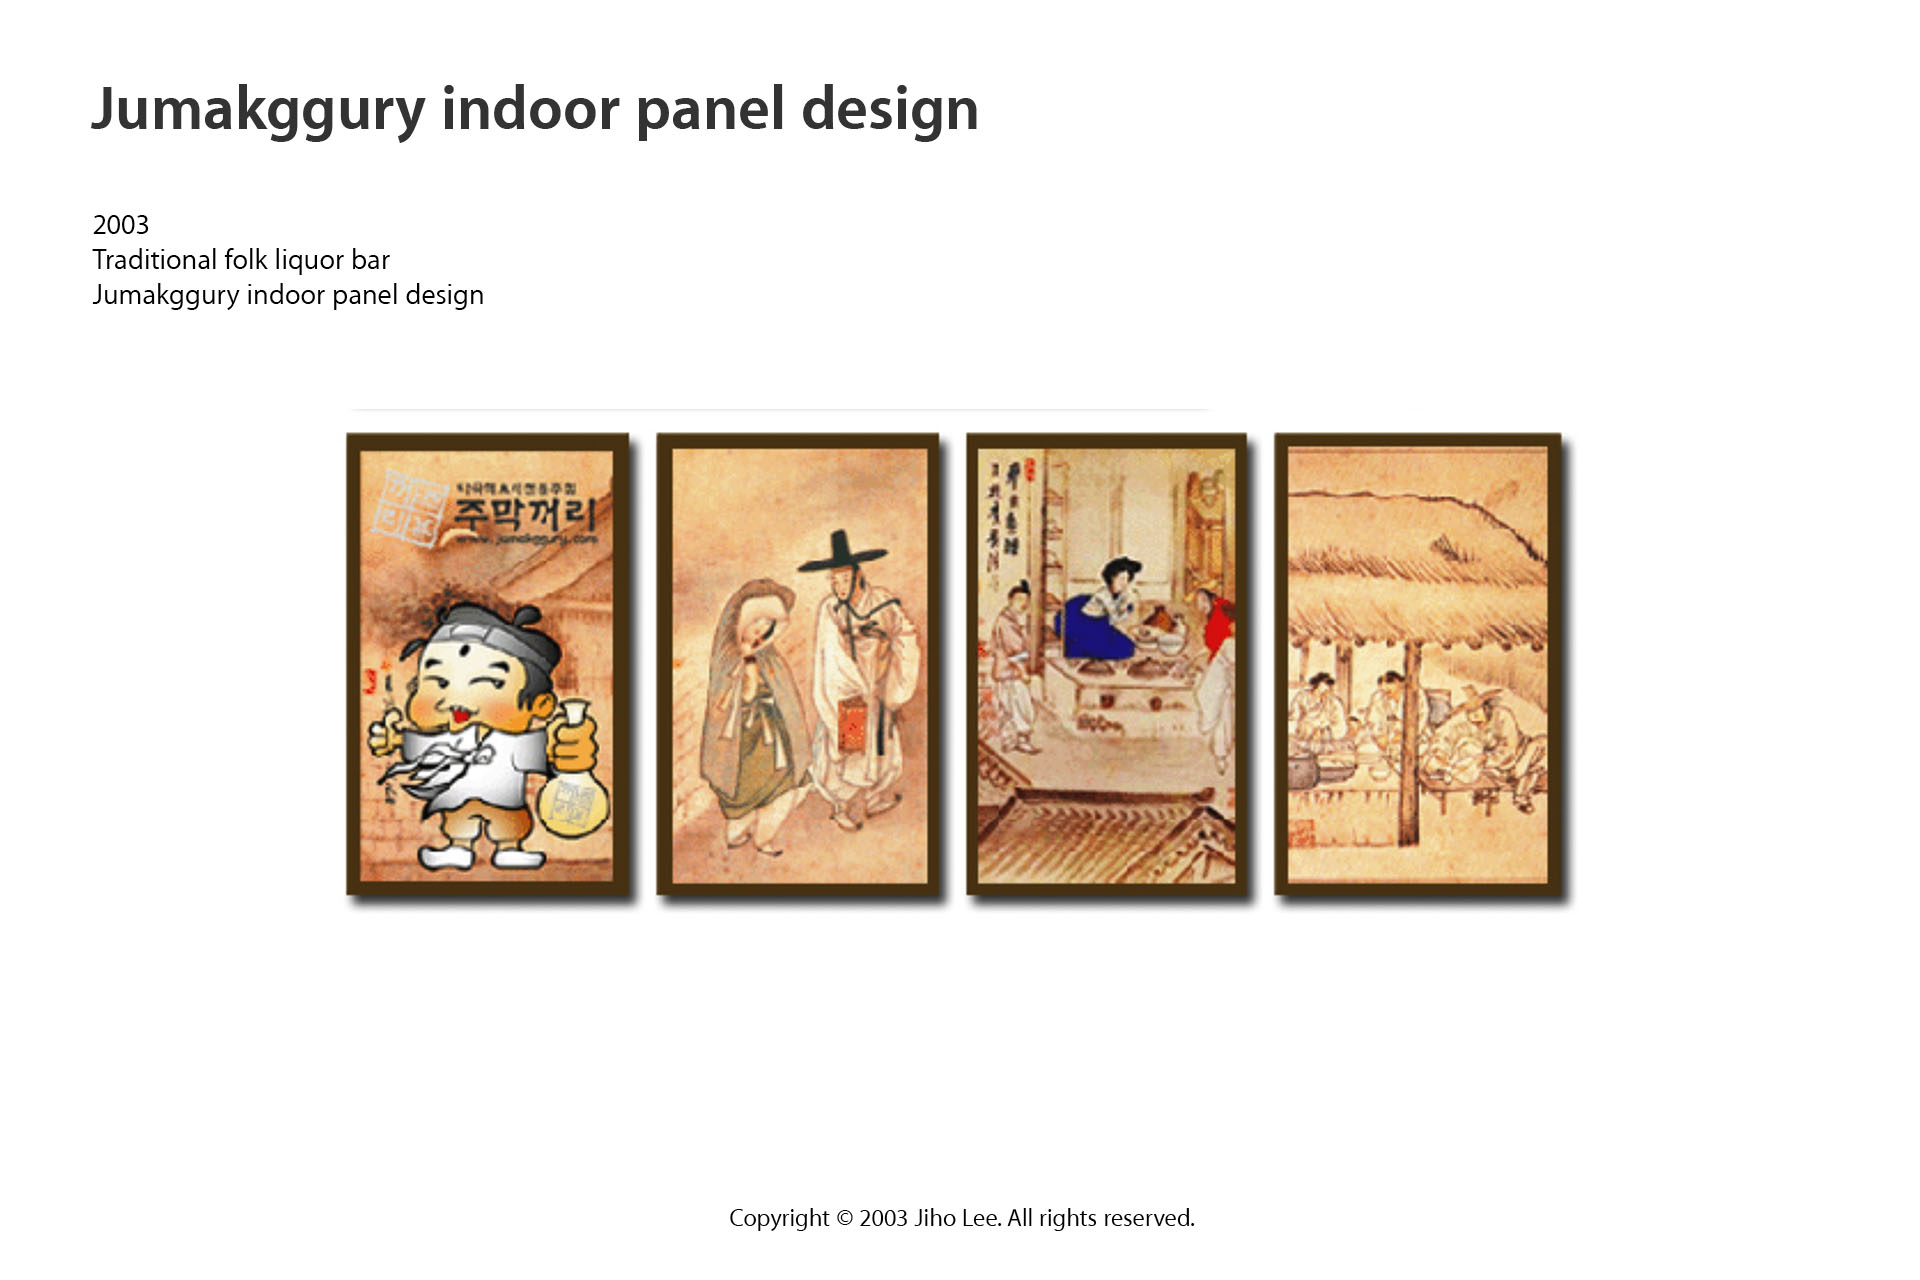 Jumakggury indoor panel design
2003
Traditional folk liquor bar
Jumakggury indoor panel design
주막꺼리
www.jumakggury.com
Copyright © 2003 Jiho Lee. All rights reserved.